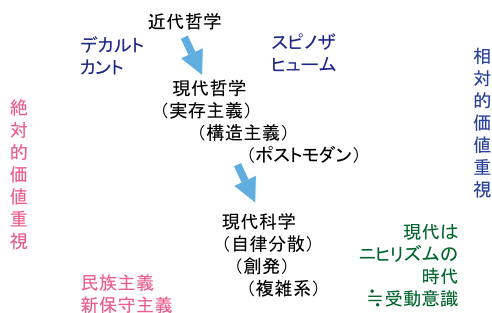 近代哲学
デカルト
カント
スピノザ
ヒューム
現代哲学
（実存主義）
（構造主義）
（ポストモダン）
絶対的価値重視
相対的価値重視
現代科学
（自律分散）
（創発）
（複雑系）
民族主義
新保守主義
現代は
ニヒリズムの
時代
≒受動意識